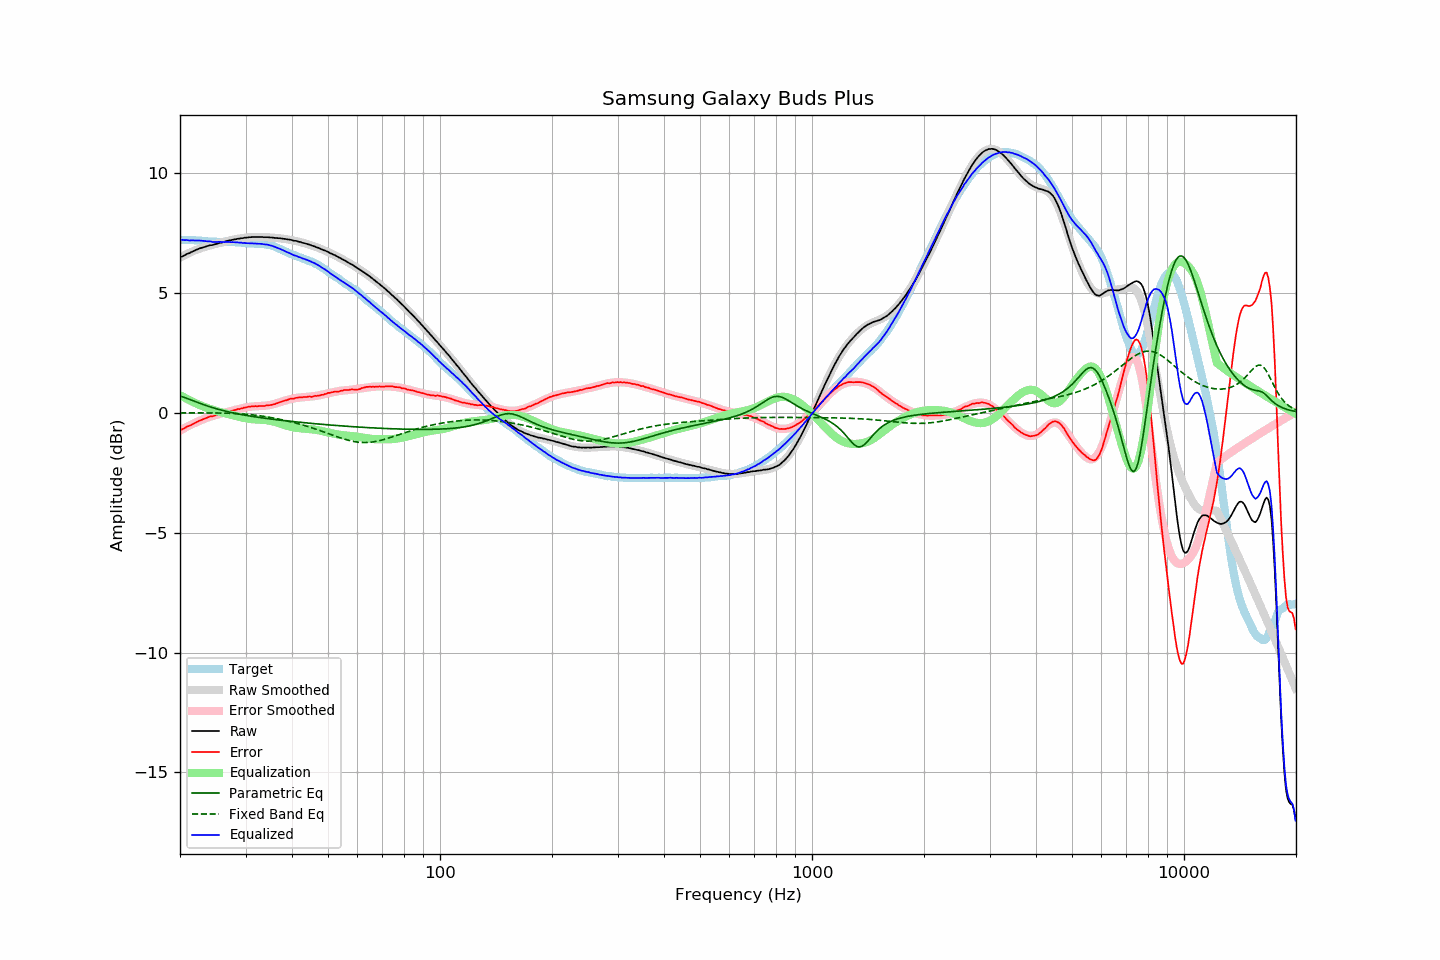 Samsung Galaxy Buds Plus
10
5
0
−5
−10
−15
Amplitude (dBr)
Target
Raw Smoothed
Error Smoothed
Raw
Error
Equalization
Parametric Eq
Fixed Band Eq
Equalized
100
1000
10000
Frequency (Hz)